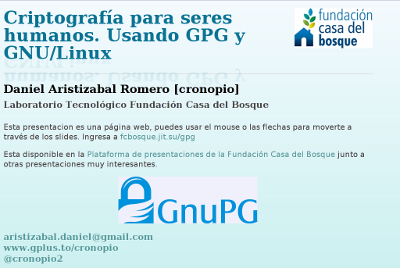 Criptografía para seres
humanos. Usando GPG y
GNU/Linux
fundación
casa del
bosque
Daniel Aristizabal Romero [cronopio]
Laboratorio Tecnológico Fundación Casa del Bosque
Esta presentacion es una página web, puedes usar el mouse o las flechas para moverte a
través de los slides. Ingresa a fcbosque.jit.su/gpg
Esta disponible en la Plataforma de presentaciones de la Fundación Casa del Bosque junto a
otras presentaciones muy interesantes.
GnuPG
aristizabal.daniel@gmail.com
www.gplus.to/cronopio
@cronopio2